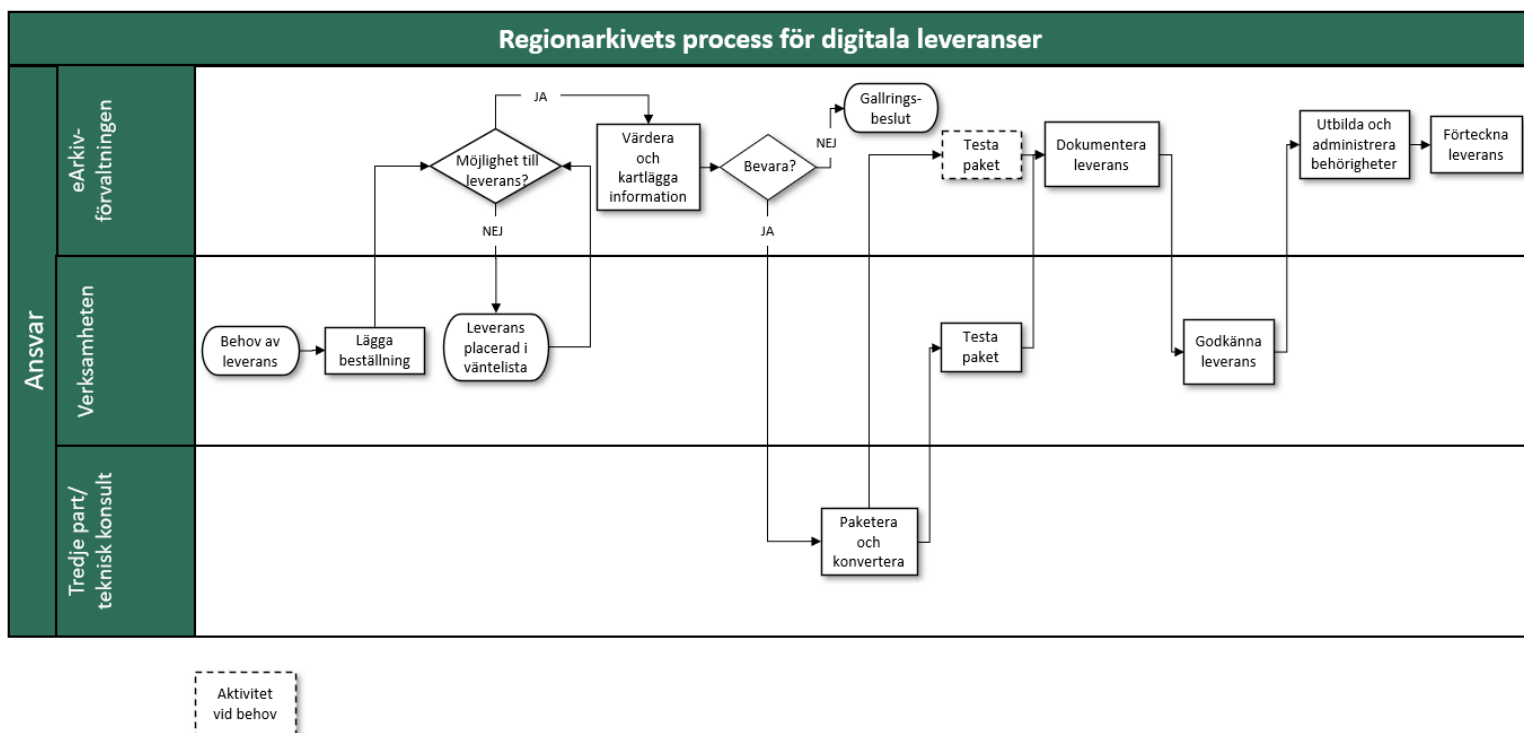 Regionarkivets process för digitala leveranser
Ansvar
eArkiv-
förvaltningen
JA
Möjlighet till
leverans?
NEJ
Värdera
och
kartlägga
information
Bevara?
NEJ
JA
Gallrings-
beslut
Testa
paket
Dokumentera
leverans
Utbilda och
administrera
behörigheter
Förteckna
leverans
Verksamheten
Behov av
leverans
Lägga
beställning
Leverans
placerad i
väntelista
Testa
paket
Godkänna
leverans
Tredje part/
teknisk konsult
Paketera
och
konvertera
Aktivitet
vid behov